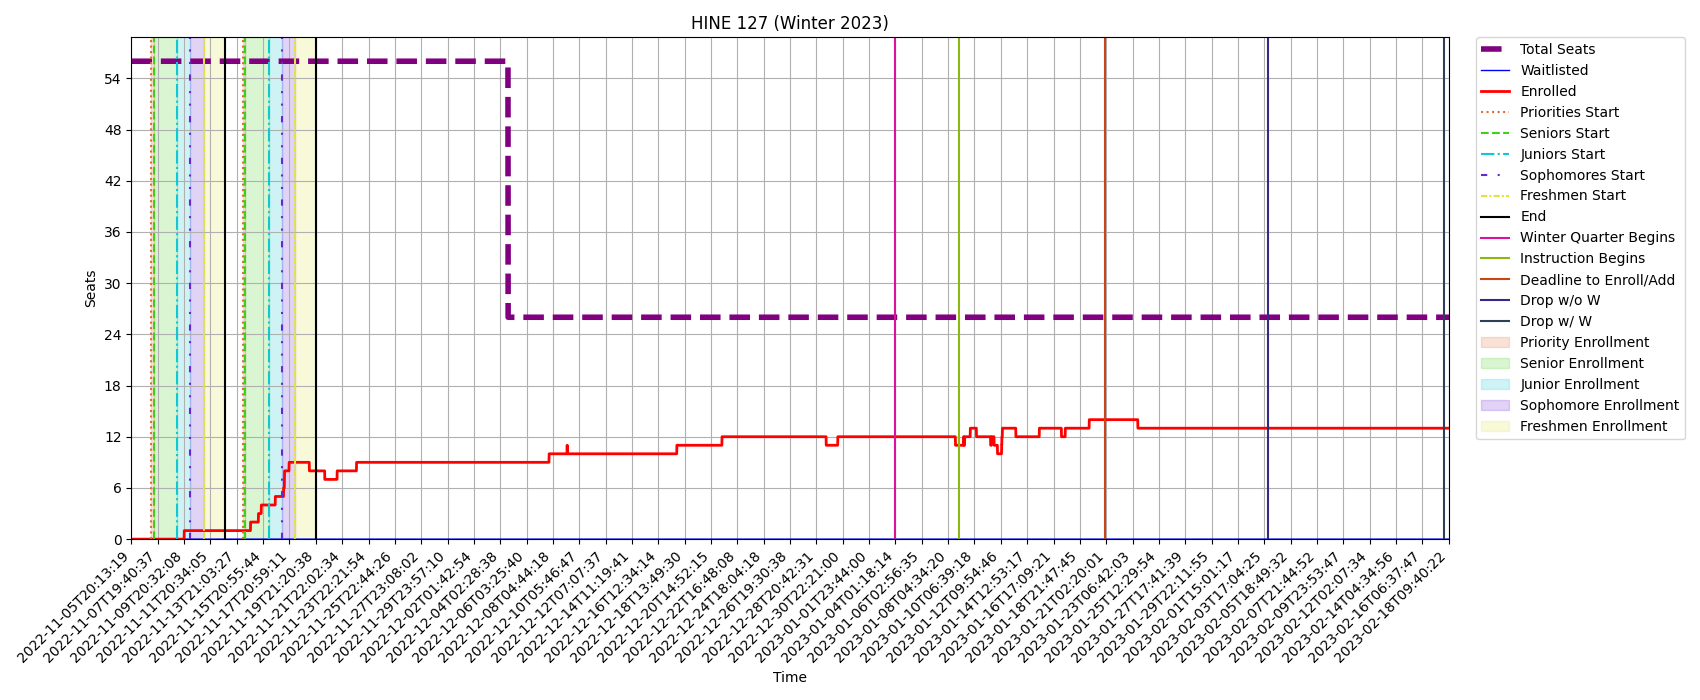 HINE 127 (Winter 2023)
54
48
42
36
30
24
18
12
6
0
Seats
2022-11-05T20:13:19
2022-11-07T19:40:37
2022-11-09T20:32:08
2022-11-11T20:34:05
2022-11-13T21:03:27
2022-11-15T20:55:44
2022-11-17T20:59:11
2022-11-19T21:20:38
2022-11-21T22:02:34
2022-11-23T22:21:54
2022-11-25T22:44:26
2022-11-27T23:08:02
2022-11-29T23:57:10
2022-12-02T01:42:54
2022-12-04T02:28:38
2022-12-06T03:25:40
2022-12-08T04:44:18
2022-12-10T05:46:47
2022-12-12T07:07:37
2022-12-14T11:19:41
2022-12-16T12:34:14
2022-12-18T13:49:30
2022-12-20T14:52:15
2022-12-22T16:48:09
2022-12-24T18:04:18
2022-12-26T19:30:38
2022-12-28T20:42:31
2022-12-30T22:21:00
2023-01-01T23:44:00
2023-01-04T01:18:14
2023-01-06T02:56:35
2023-01-08T04:34:20
2023-01-10T06:39:18
2023-01-12T09:54:46
2023-01-14T12:53:17
2023-01-16T17:09:21
2023-01-18T21:47:45
2023-01-21T02:20:01
2023-01-23T06:42:03
2023-01-25T12:29:54
2023-01-27T17:41:39
2023-01-29T22:11:55
2023-02-01T15:01:17
2023-02-03T17:04:25
2023-02-05T18:49:32
2023-02-07T21:44:52
2023-02-09T23:53:47
2023-02-12T02:07:34
2023-02-14T04:34:56
2023-02-16T06:37:47
2023-02-18T09:40:22
Time
Total Seats
Waitlisted
Enrolled
Priorities Start
Seniors Start
Juniors Start
Sophomores Start
Freshmen Start
End
Winter Quarter Begins
Instruction Begins
Deadline to Enroll/Add
Drop w/o W
Drop w/ W
Priority Enrollment
Senior Enrollment
Junior Enrollment
Sophomore Enrollment
Freshmen Enrollment